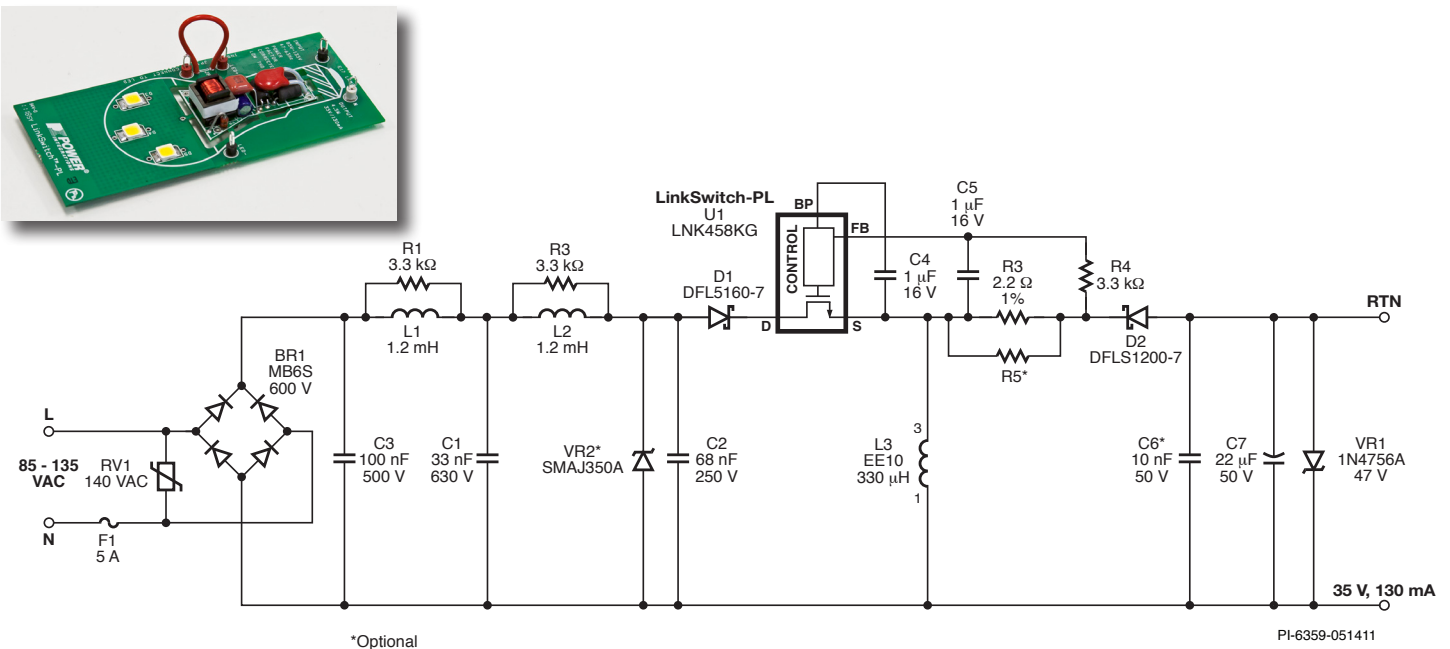 POWER
INTEGRATIONS
LinkSwitch™-PL
LinkSwitch-PL
U1
LNK458KG
BP
FB
CONTROL
D
S
C5
1 µF
16 V
C4
1 µF
16 V
R1
3.3 kΩ
L1
1.2 mH
R3
3.3 kΩ
L2
1.2 mH
D1
DFL5160-7
R3
2.2 Ω
1%
R4
3.3 kΩ
R5*
D2
DFLS1200-7
RTN
BR1
MB6S
600 V
L
85 - 135
VAC
RV1
140 VAC
N
F1
5 A
C3
100 nF
500 V
C1
33 nF
630 V
VR2*
SMAJ350A
C2
68 nF
250 V
3
L3
EE10
330 µH
1
C6*
10 nF
50 V
C7
22 µF
50 V
VR1
1N4756A
47 V
35 V, 130 mA
*Optional
PI-6359-051411